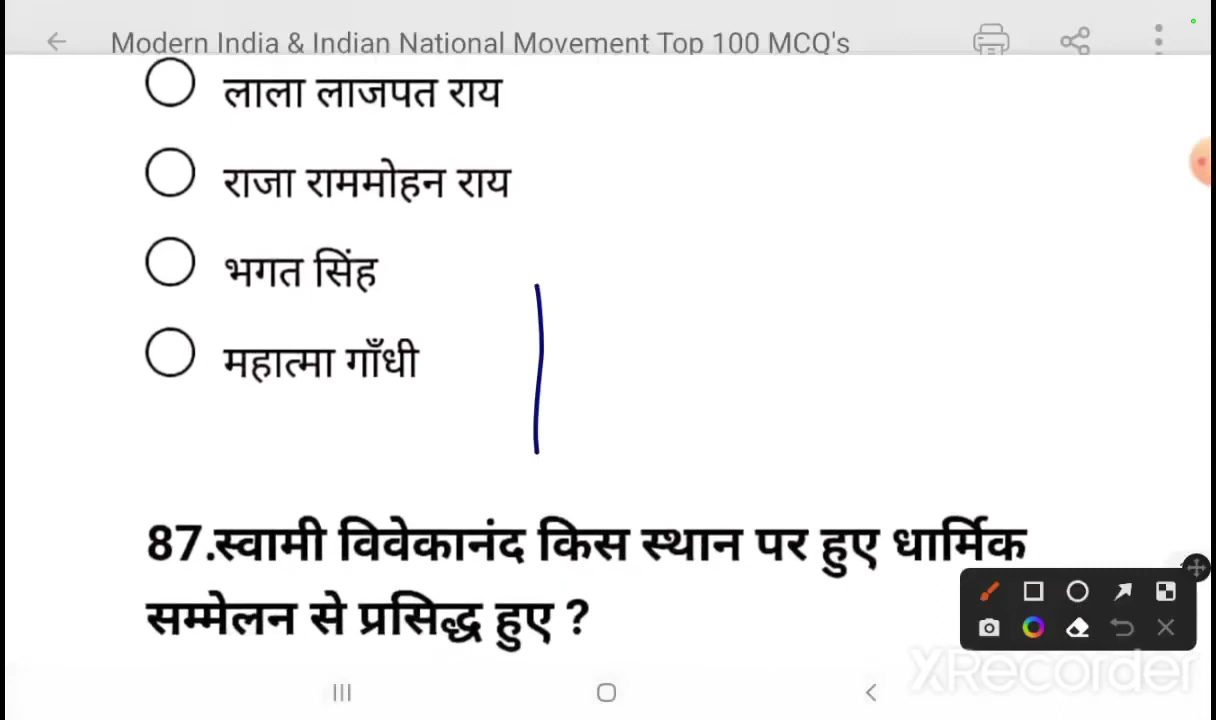 Modern India & Indian National Movement Top 100 MCQ's
लाला लाजपत राय
राजा राममोहन राय
भगत सिंह
महात्मा गाँधी
87.स्वामी विवेकानंद किस स्थान पर हुए धार्मिक
सम्मेलन से प्रसिद्ध हुए ?
XRecorder